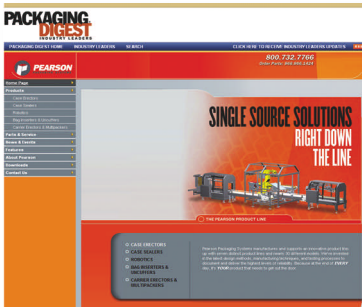 PACKAGING
DIGEST
INDUSTRY LEADERS
PACKAGING DIGEST HOME INDUSTRY LEADERS SEARCH CLICK HERE TO RECEIVE INDUSTRY LEADERS UPDATES
800.732.7766
PEARSON
Home Page
Products
Case Erectors
Case Sealers
Robotics
Bag Inserters & Uncuffers
Carrier Erectors & Multipackers
Parts & Service
News & Events
Features
About Pearson
Downloads
Contact Us
SINGLE SOURCE SOLUTIONS
RIGHT DOWN
THE LINE
THE PEARSON PRODUCT LINE
CASE ERECTORS
CASE SEALERS
ROBOTICS
BAG INSERTERS &
UNCUFFERS
CARRIER ERECTORS &
MULTIPACKERS